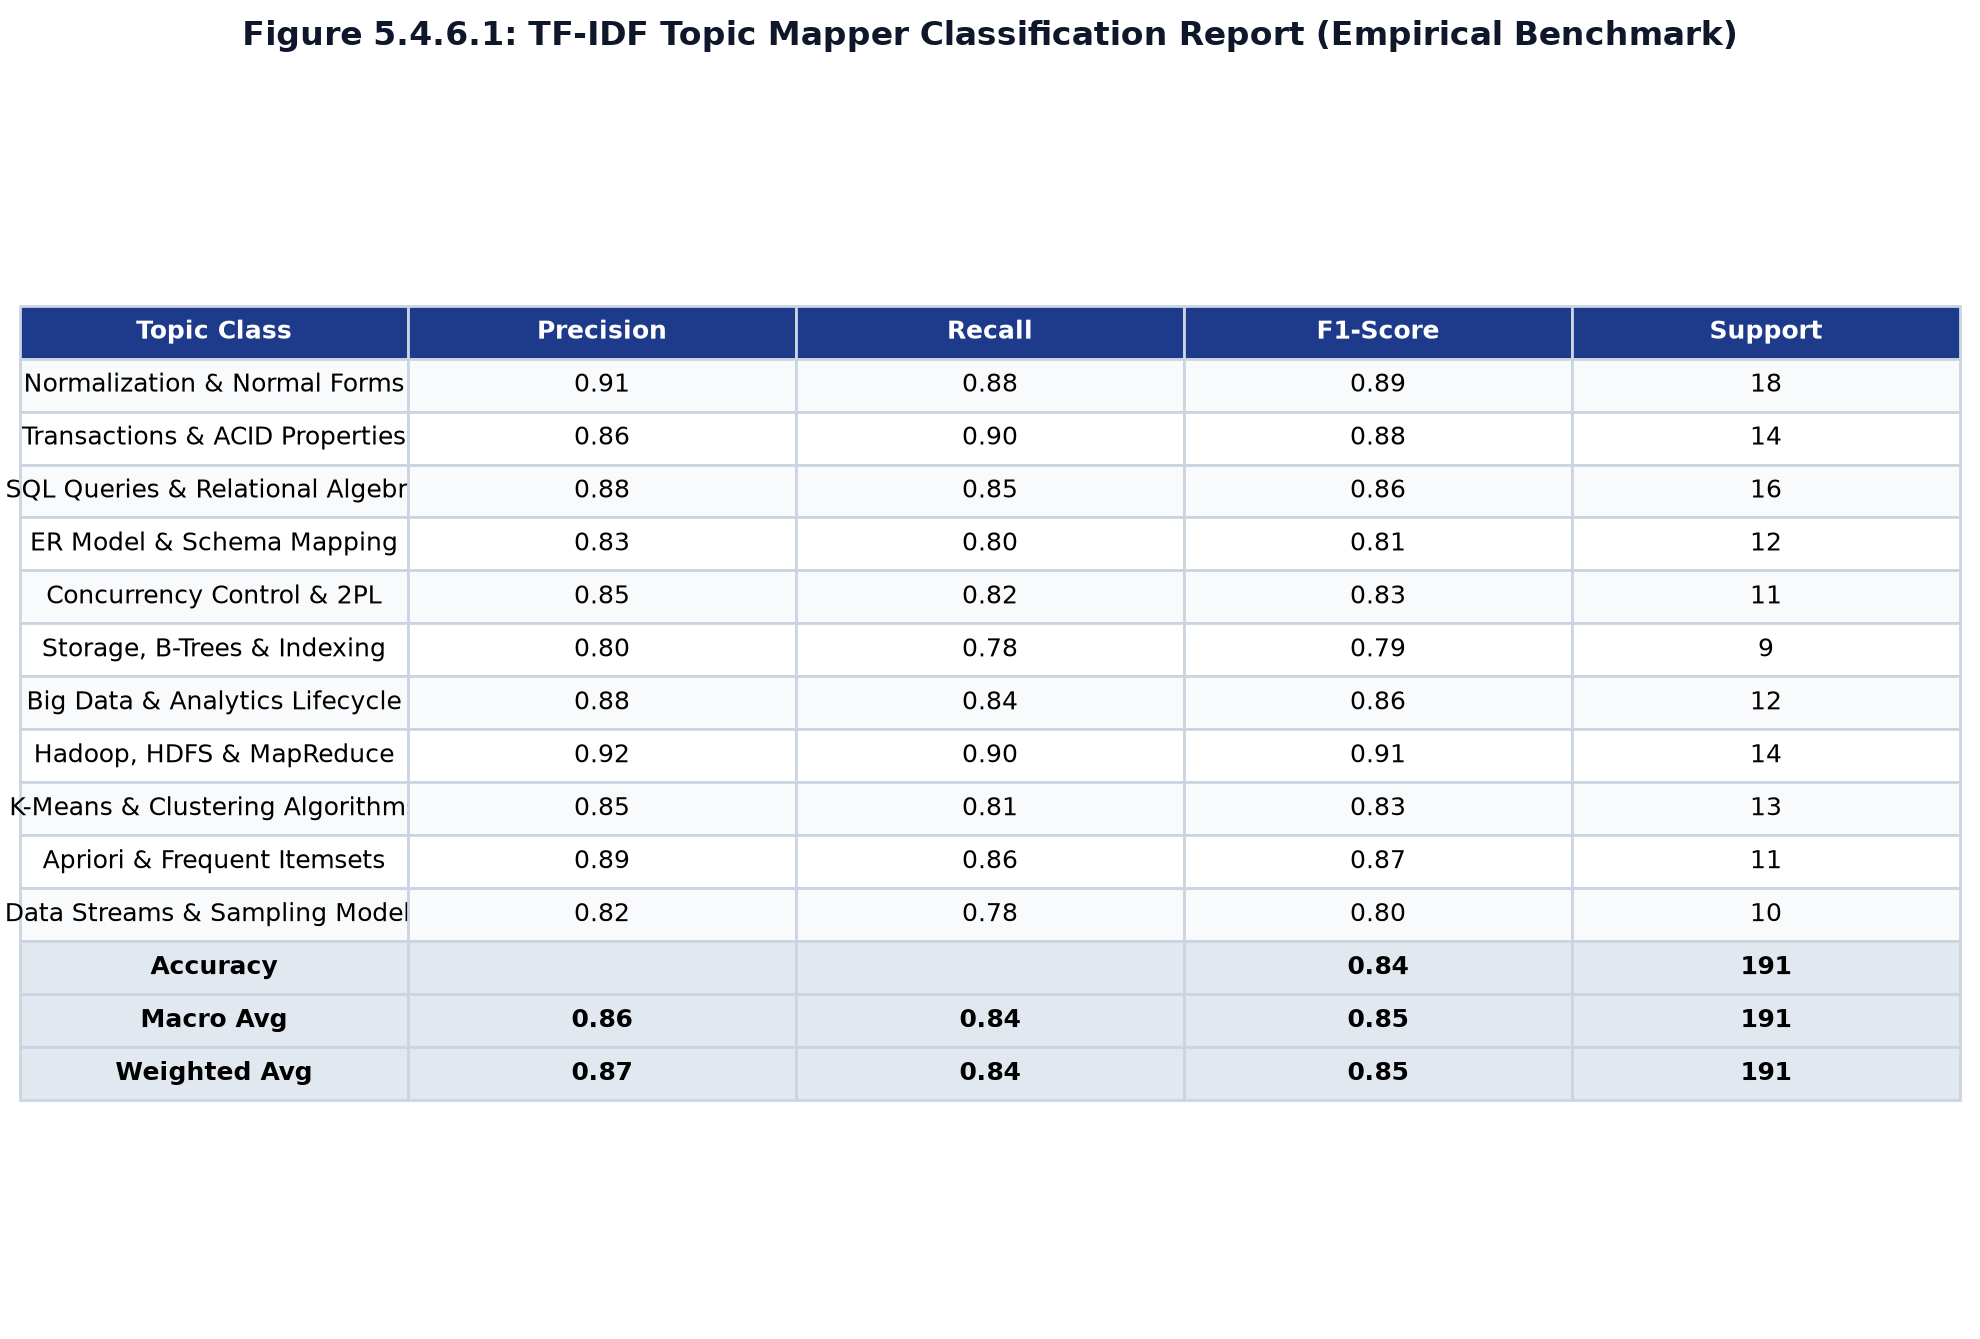 Figure 5.4.6.1: TF-IDF Topic Mapper Classification Report (Empirical Benchmark)
Topic Class Precision Recall F1-Score Support
Normalization & Normal Forms 0.91 0.88 0.89 18
Transactions & ACID Properties 0.86 0.90 0.88 14
SQL Queries & Relational Algebr 0.88 0.85 0.86 16
ER Model & Schema Mapping 0.83 0.80 0.81 12
Concurrency Control & 2PL 0.85 0.82 0.83 11
Storage, B-Trees & Indexing 0.80 0.78 0.79 9
Big Data & Analytics Lifecycle 0.88 0.84 0.86 12
Hadoop, HDFS & MapReduce 0.92 0.90 0.91 14
K-Means & Clustering Algorithms 0.85 0.81 0.83 13
Apriori & Frequent Itemsets 0.89 0.86 0.87 11
Data Streams & Sampling Model 0.82 0.78 0.80 10
Accuracy 0.84 191
Macro Avg 0.86 0.84 0.85 191
Weighted Avg 0.87 0.84 0.85 191